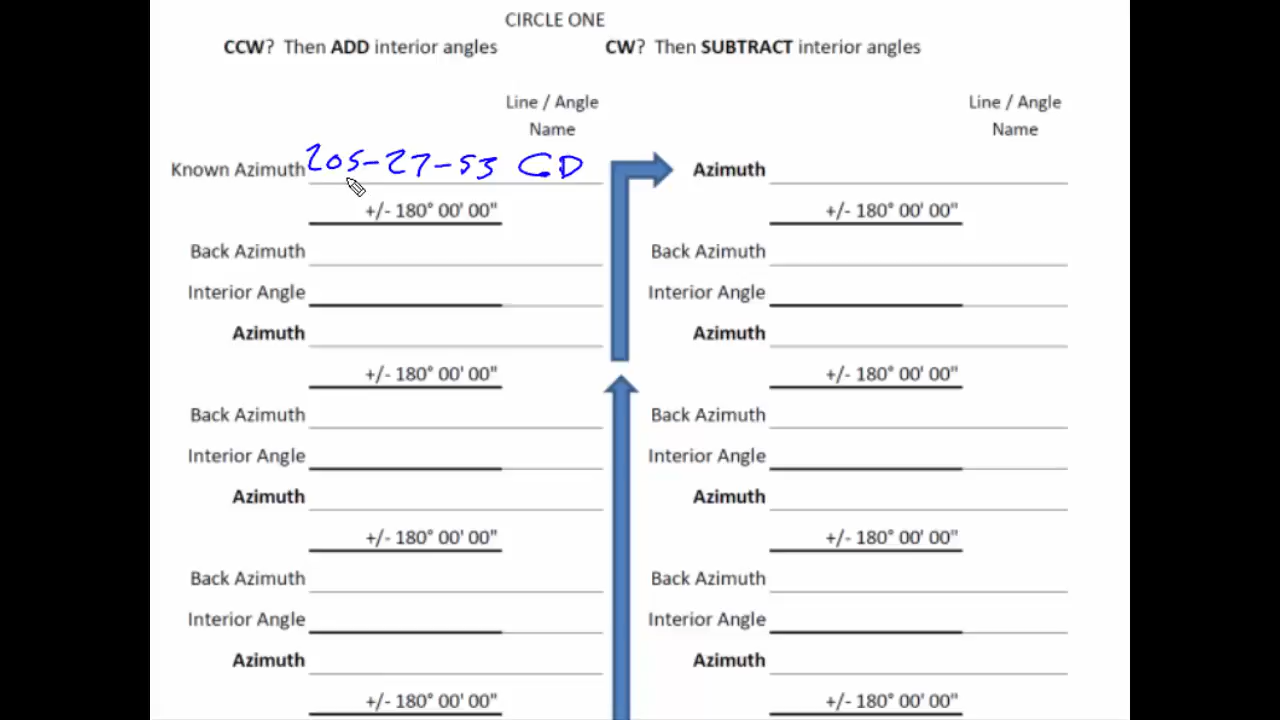 CIRCLE ONE
CCW? Then ADD interior angles
CW? Then SUBTRACT interior angles
Line / Angle
Name
Known Azimuth 205-27-53 CD
+/- 180° 00' 00"
Back Azimuth
Interior Angle
Azimuth
+/- 180° 00' 00"
Back Azimuth
Interior Angle
Azimuth
+/- 180° 00' 00"
Back Azimuth
Interior Angle
Azimuth
+/- 180° 00' 00"
Line / Angle
Name
Azimuth
+/- 180° 00' 00"
Back Azimuth
Interior Angle
Azimuth
+/- 180° 00' 00"
Back Azimuth
Interior Angle
Azimuth
+/- 180° 00' 00"
Back Azimuth
Interior Angle
Azimuth
+/- 180° 00' 00"